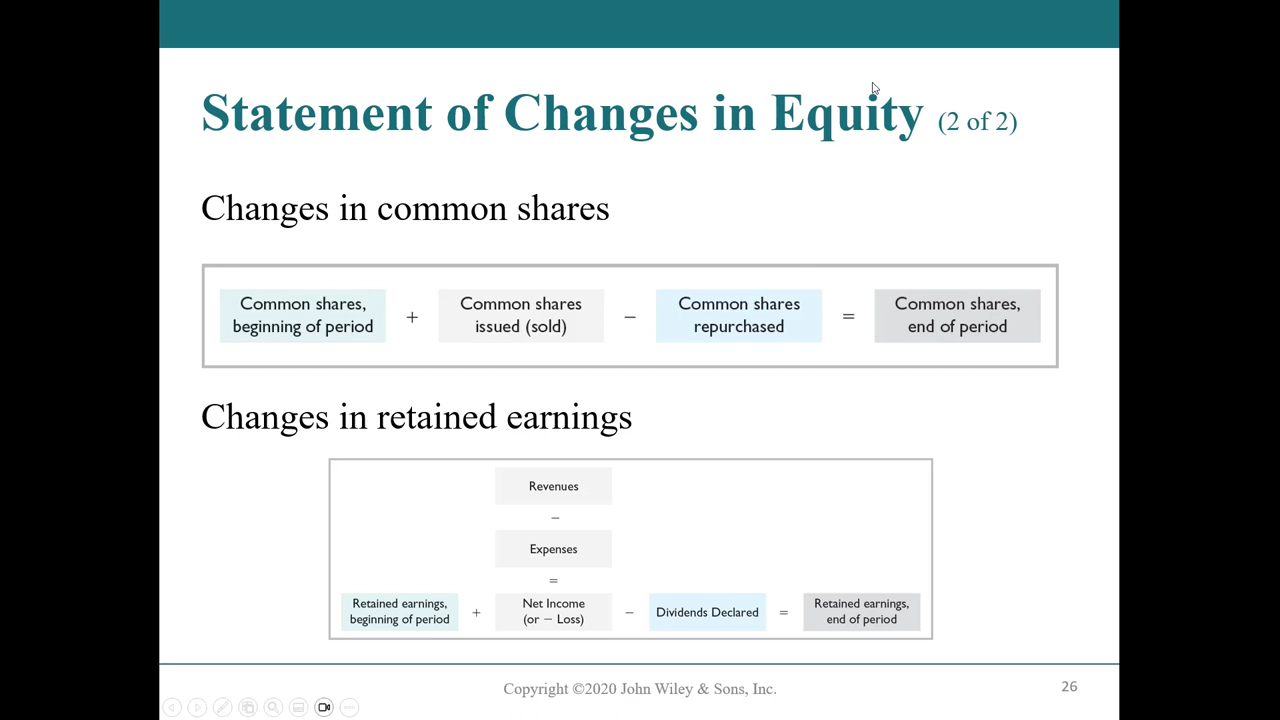 Statement of Changes in Equity (2 of 2)
Changes in common shares
Common shares,
beginning of period
+
Common shares
issued (sold)
−
Common shares
repurchased
=
Common shares,
end of period
Changes in retained earnings
Revenues
−
Expenses
=
Retained earnings,
beginning of period
+
Net Income
(or − Loss)
−
Dividends Declared
=
Retained earnings,
end of period
Copyright ©2020 John Wiley & Sons, Inc.
26